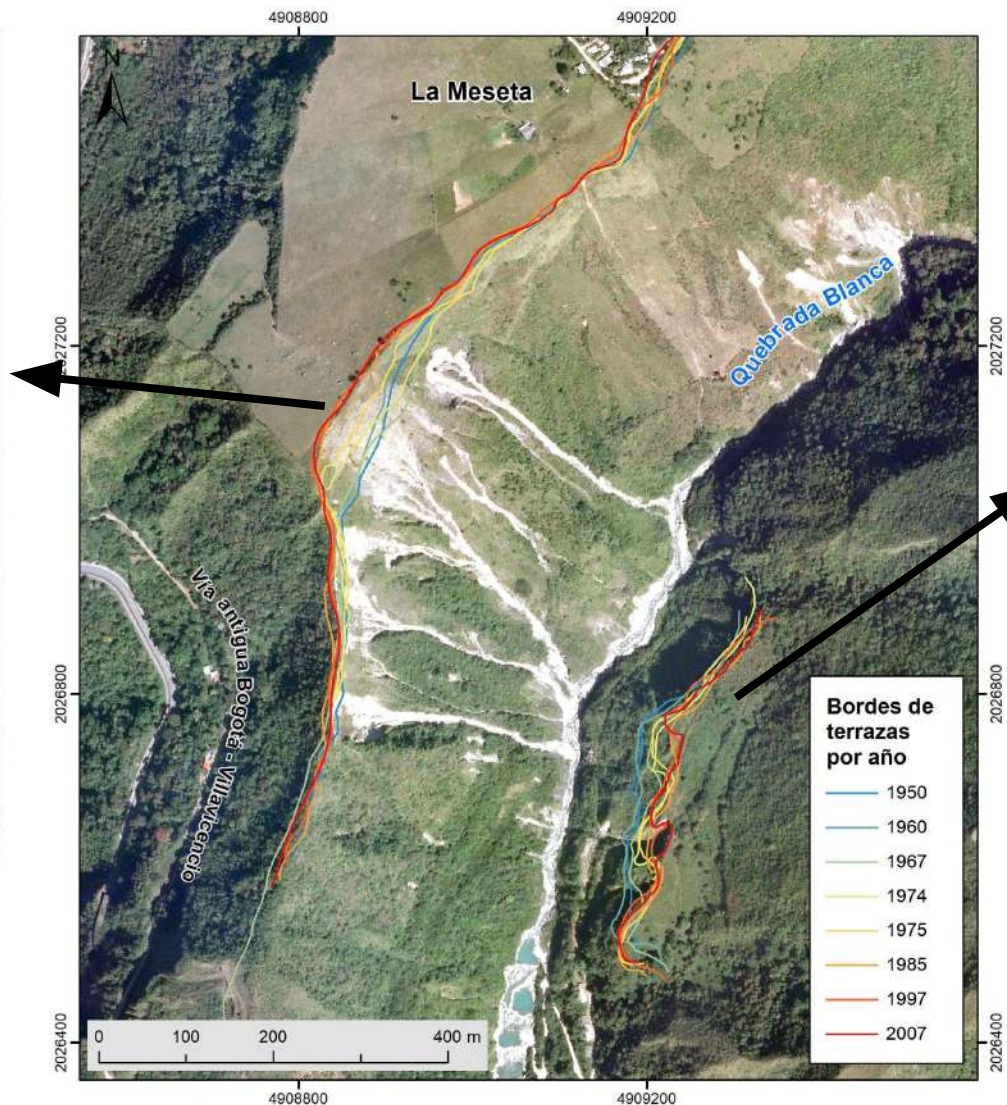 4908800
4909200
N
La Meseta
2027200
2027200
Quebrada Blanca
Vía antigua Bogotá - Villavicencio
2026800
2026800
Bordes de
terrazas
por año
1950
1960
1967
1974
1975
1985
1997
2007
0 100 200 400 m
2026400
2026400
4908800
4909200